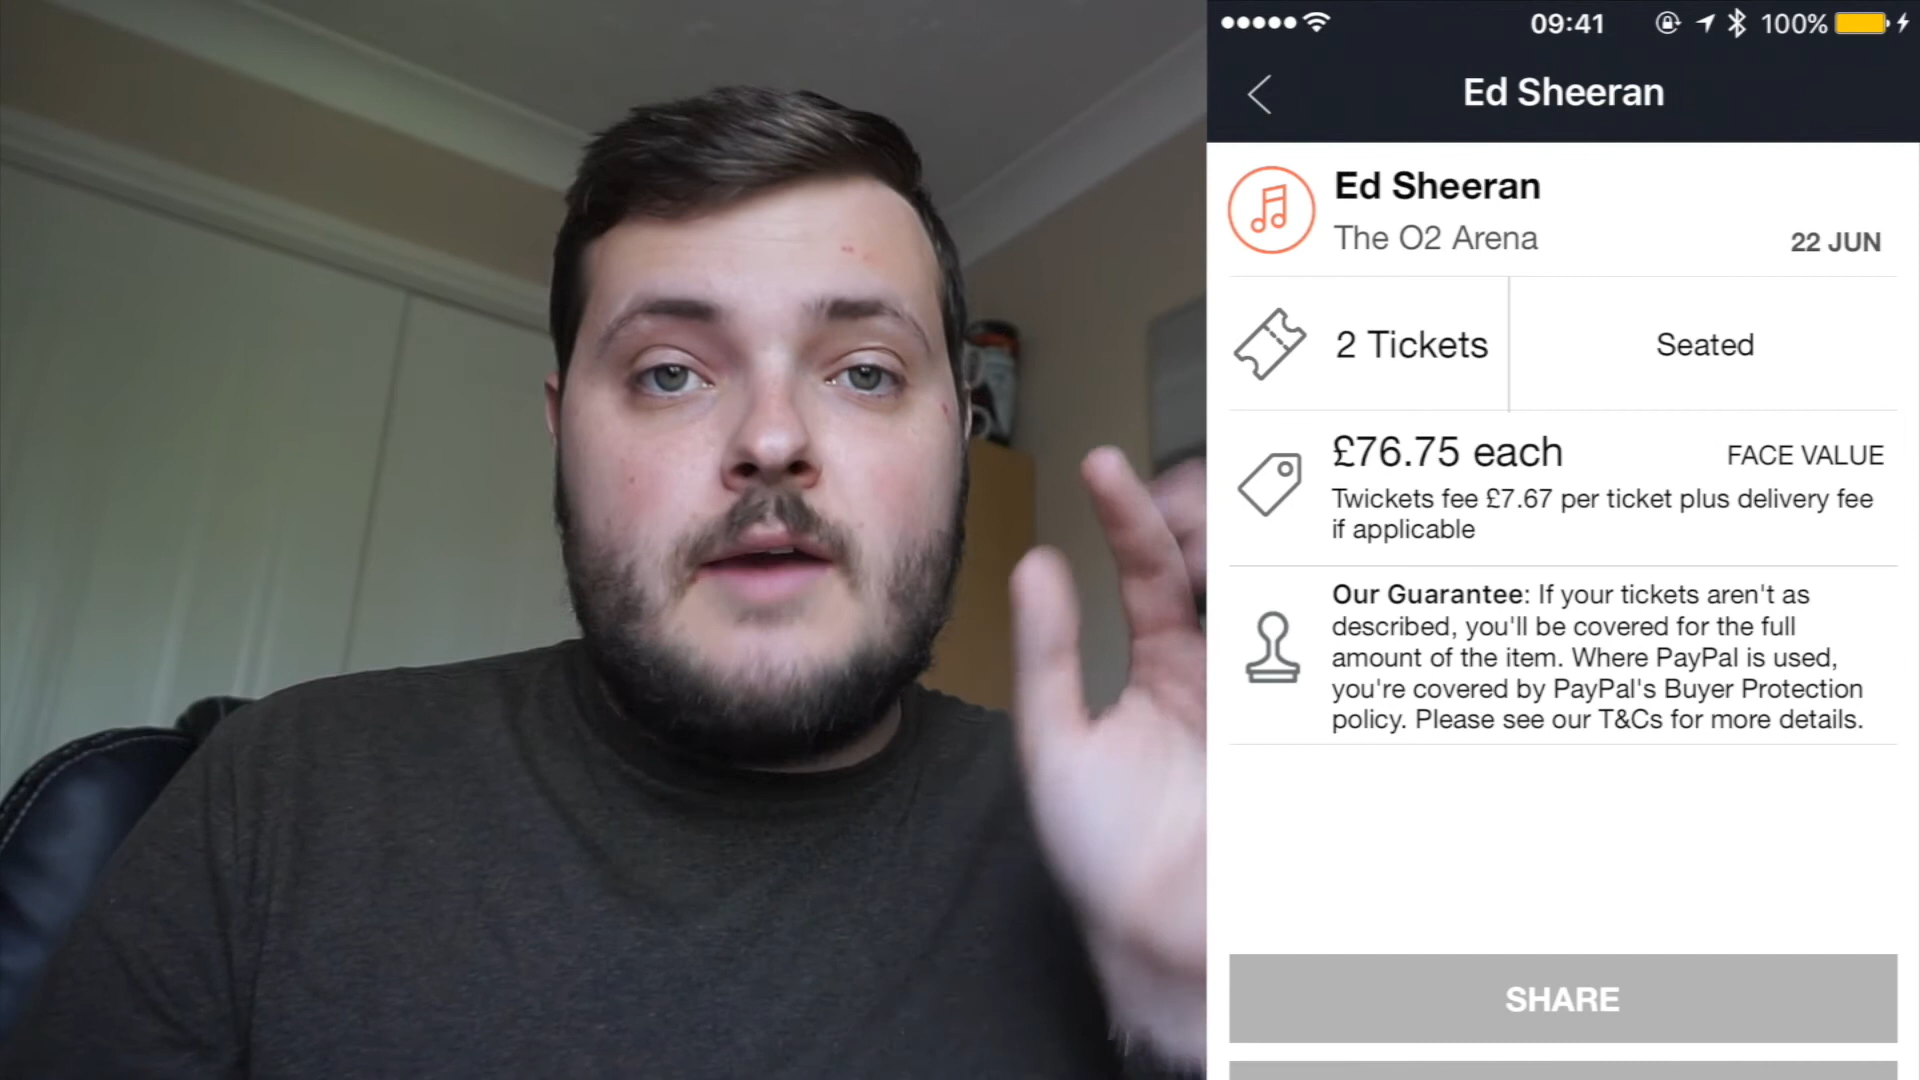 09:41
100%
Ed Sheeran
Ed Sheeran
The O2 Arena
22 JUN
2 Tickets
Seated
£76.75 each
FACE VALUE
Twickets fee £7.67 per ticket plus delivery fee
if applicable
Our Guarantee: If your tickets aren't as
described, you'll be covered for the full
amount of the item. Where PayPal is used,
you're covered by PayPal's Buyer Protection
policy. Please see our T&Cs for more details.
SHARE